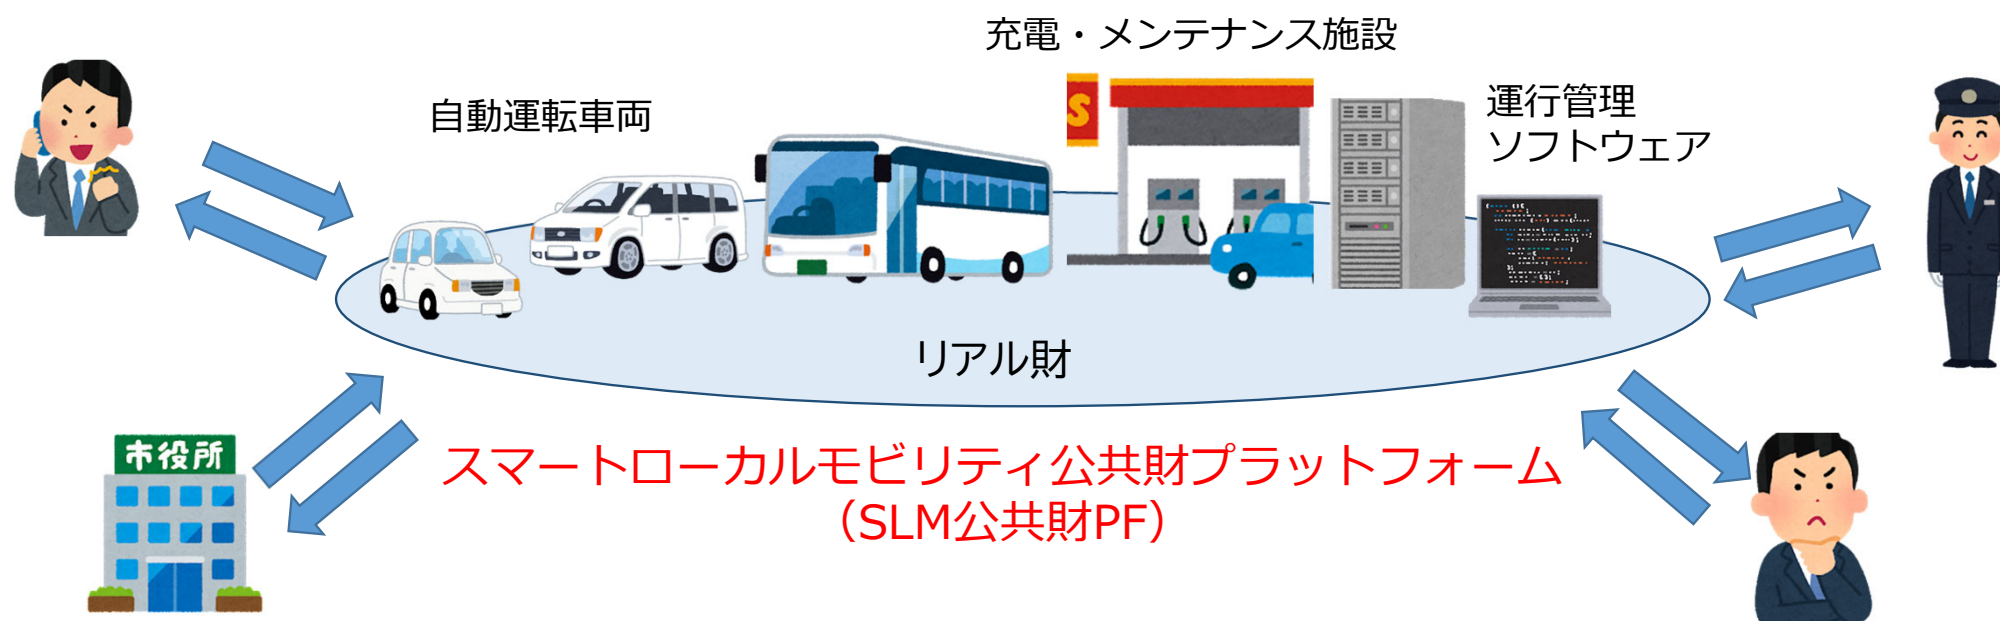 充電・メンテナンス施設
自動運転車両
運行管理
ソフトウェア
S
リアル財
市役所
スマートローカルモビリティ公共財プラットフォーム
（SLM公共財PF）